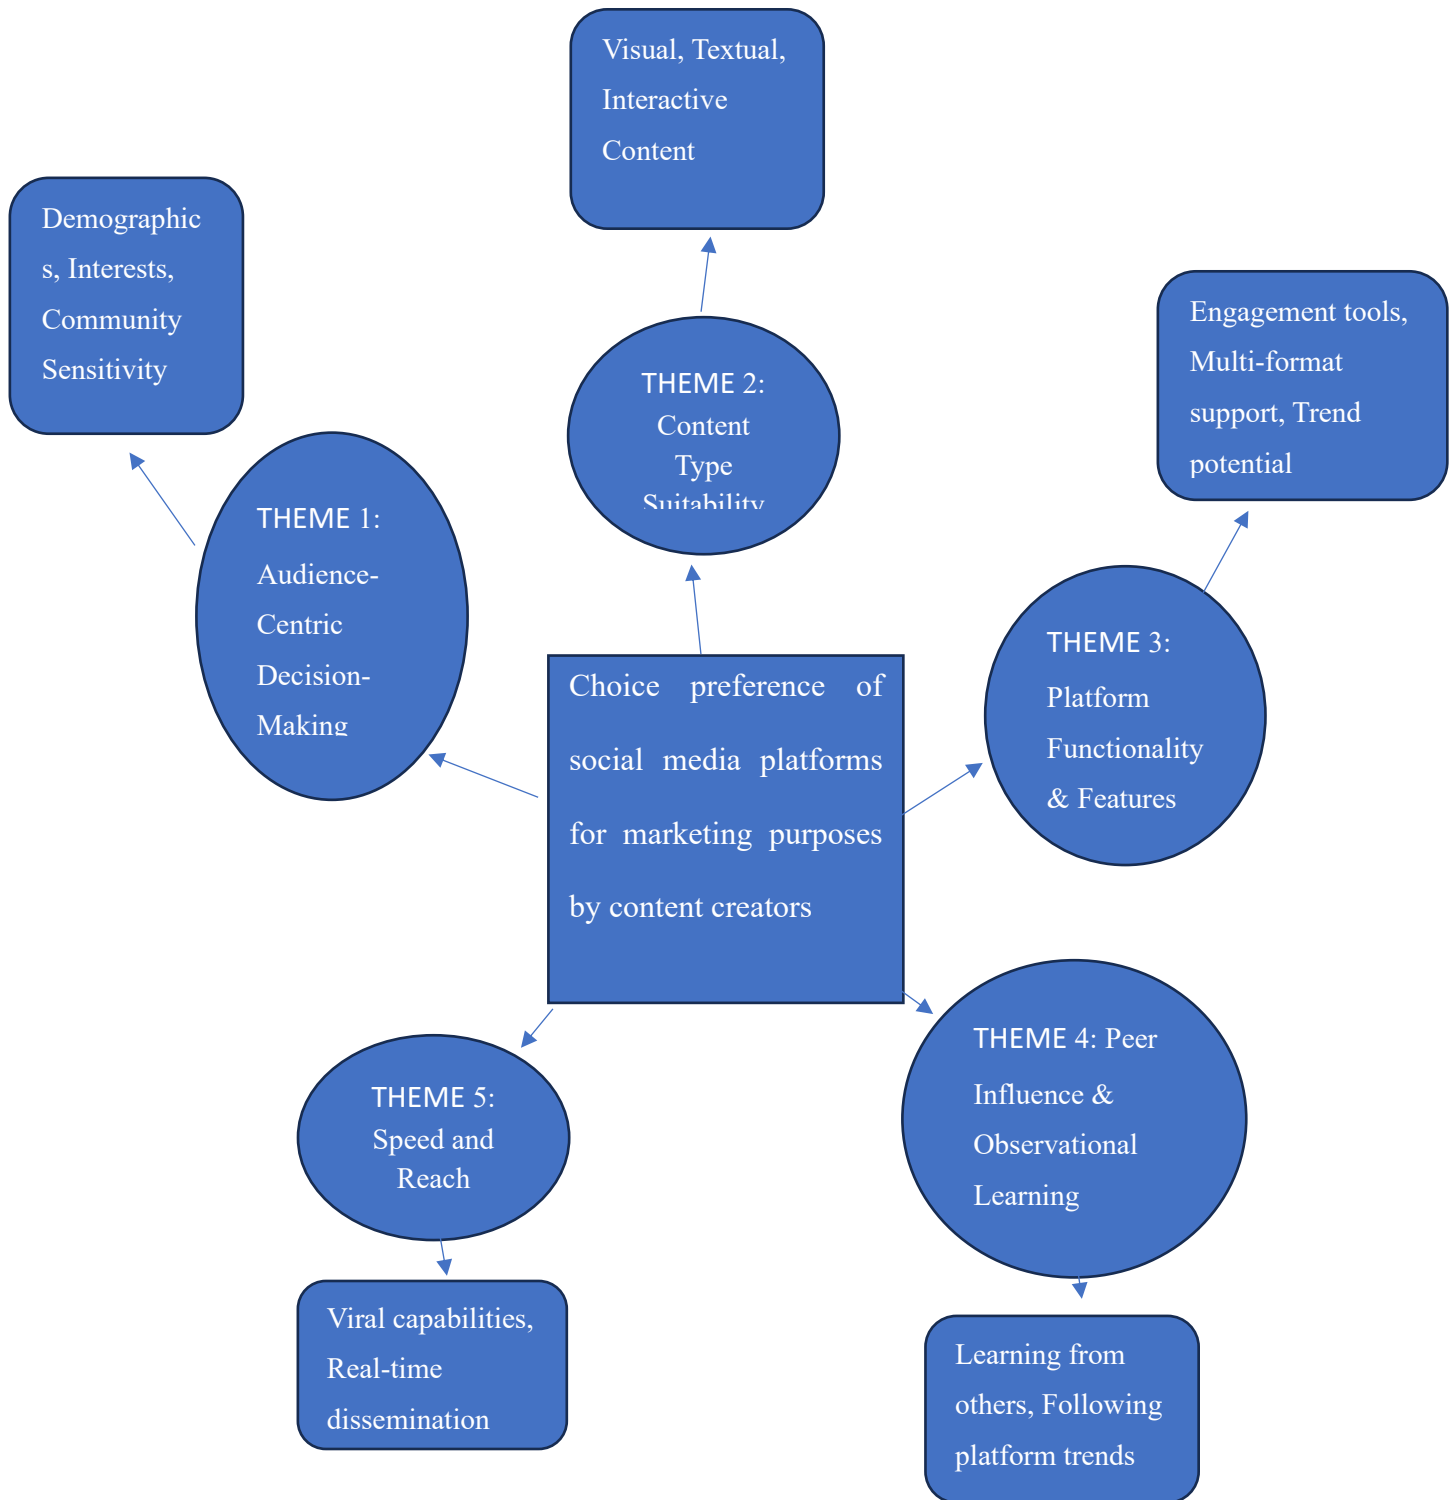 Visual, Textual,
Interactive
Content
Demographic
s, Interests,
Community
Sensitivity
Engagement tools,
Multi-format
support, Trend
potential
THEME 2:
Content
Type
Suitability
THEME 1:
Audience-
Centric
Decision-
Making
THEME 3:
Platform
Functionality
& Features
Choice preference of
social media platforms
for marketing purposes
by content creators
THEME 4: Peer
Influence &
Observational
Learning
THEME 5:
Speed and
Reach
Viral capabilities,
Real-time
dissemination
Learning from
others, Following
platform trends